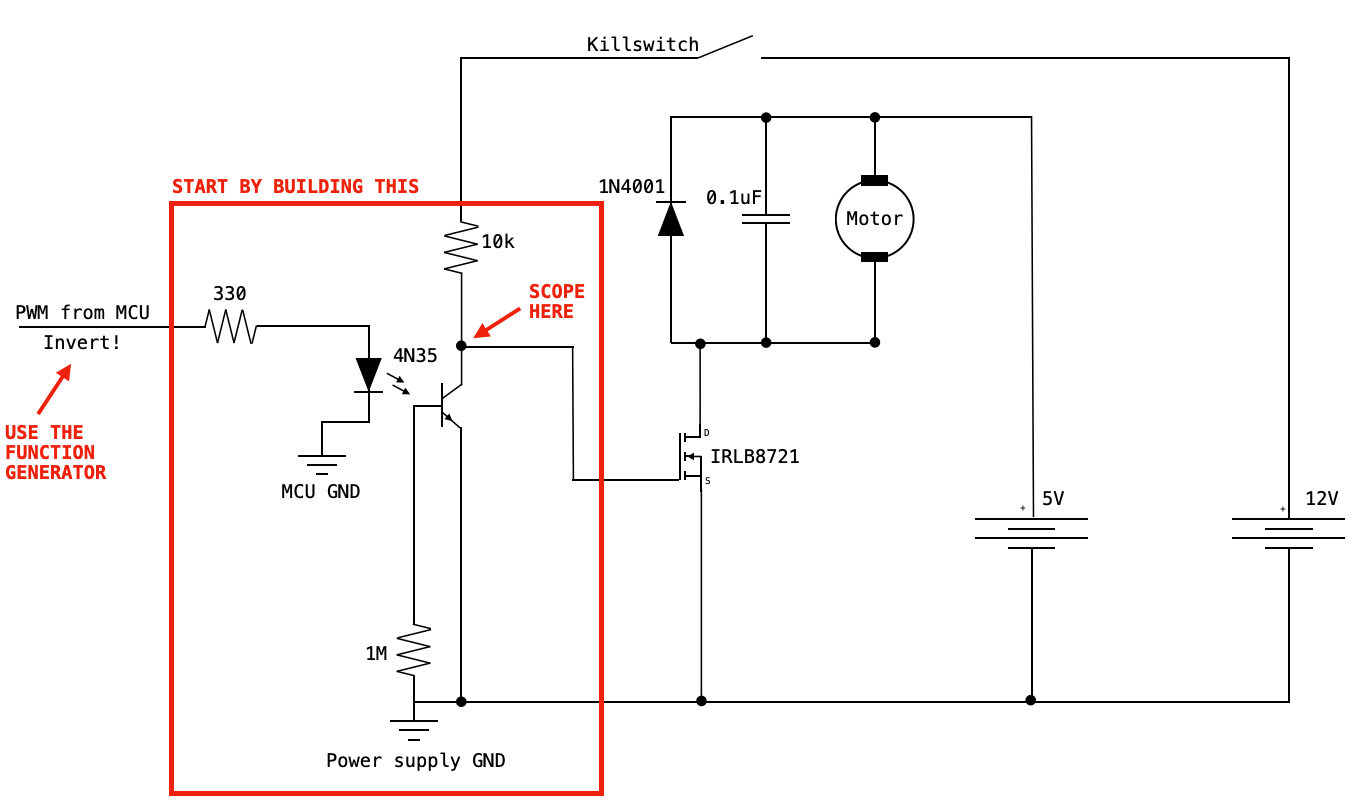 Killswitch
START BY BUILDING THIS
1N4001
0.1uF
Motor
10k
330
SCOPE
HERE
PWM from MCU
Invert!
4N35
USE THE
FUNCTION
GENERATOR
D
IRLB8721
S
MCU GND
+ 5V
+ 12V
1M
Power supply GND